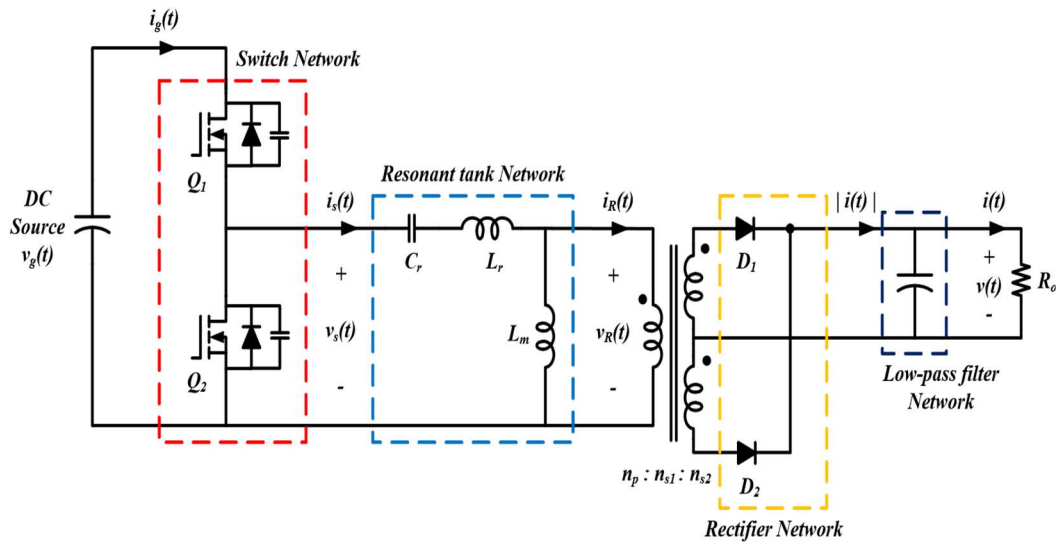 i_g(t)
Switch Network
Q_1
DC
Source
v_g(t)
Q_2
i_s(t)
+
v_s(t)
-
Resonant tank Network
C_r
L_r
L_m
i_R(t)
+
v_R(t)
-
n_p : n_s1 : n_s2
D_1
D_2
Rectifier Network
| i(t) |
i(t)
+
v(t)
-
R_o
Low-pass filter
Network